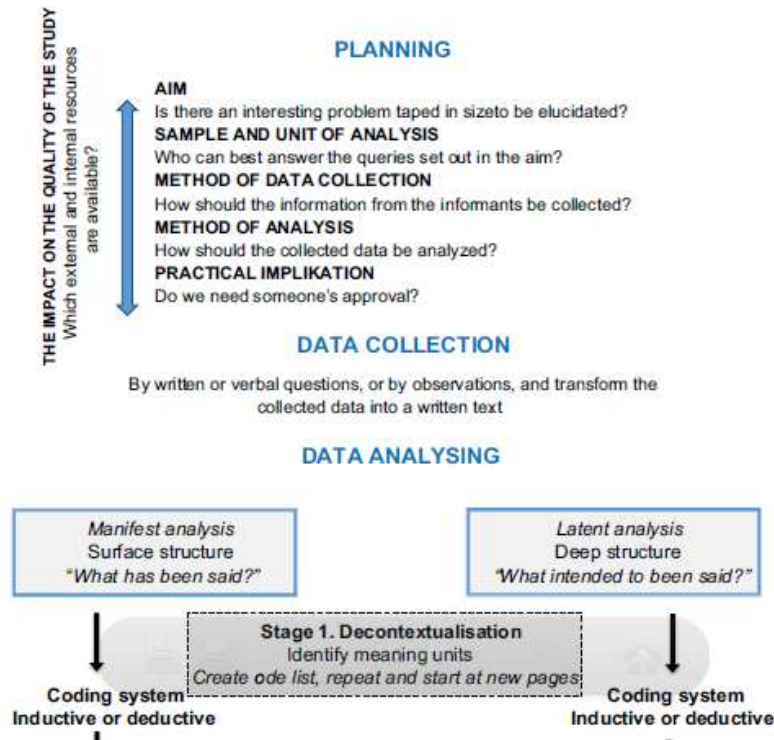 THE IMPACT ON THE QUALITY OF THE STUDY
Which external and internal resources
are available?
PLANNING
AIM
Is there an interesting problem taped in sizeto be elucidated?
SAMPLE AND UNIT OF ANALYSIS
Who can best answer the queries set out in the aim?
METHOD OF DATA COLLECTION
How should the information from the informants be collected?
METHOD OF ANALYSIS
How should the collected data be analyzed?
PRACTICAL IMPLIKATION
Do we need someone's approval?
DATA COLLECTION
By written or verbal questions, or by observations, and transform the
collected data into a written text
DATA ANALYSING
Manifest analysis
Surface structure
"What has been said?"
Latent analysis
Deep structure
"What intended to been said?"
Stage 1. Decontextualisation
Identify meaning units
Create ode list, repeat and start at new pages
Coding system
Inductive or deductive
Coding system
Inductive or deductive